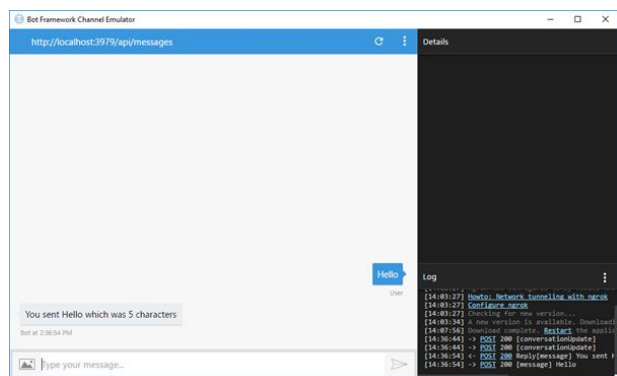 Bot Framework Channel Emulator
http://localhost:3979/api/messages
Details
Hello
User
You sent Hello which was 5 characters
Bot at 2:36:54 PM
Type your message...
Log
[14:03:27] Howto: Network tunneling with ngrok
[14:03:27] Configure ngrok
[14:03:27] Checking for new version...
[14:03:34] A new version is available. Downloadi
[14:07:56] Download complete. Restart the applic
[14:36:44] -> POST 200 [conversationUpdate]
[14:36:44] -> POST 200 [conversationUpdate]
[14:36:54] <- POST 200 Reply[message] You sent H
[14:36:54] -> POST 200 [message] Hello